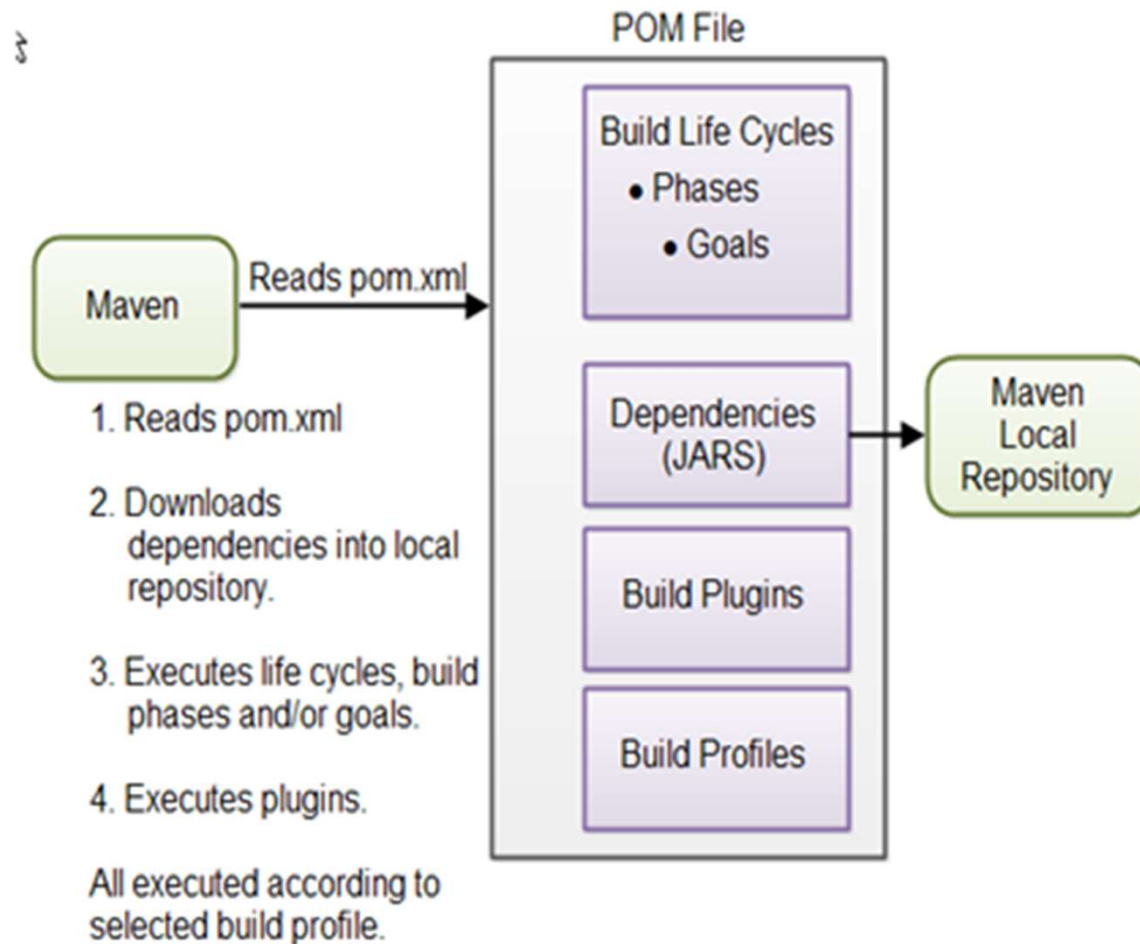 POM File
Build Life Cycles
• Phases
• Goals
Maven
Reads pom.xml
1. Reads pom.xml
2. Downloads
dependencies into local
repository.
3. Executes life cycles, build
phases and/or goals.
4. Executes plugins.
All executed according to
selected build profile.
Dependencies
(JARS)
Build Plugins
Build Profiles
Maven
Local
Repository